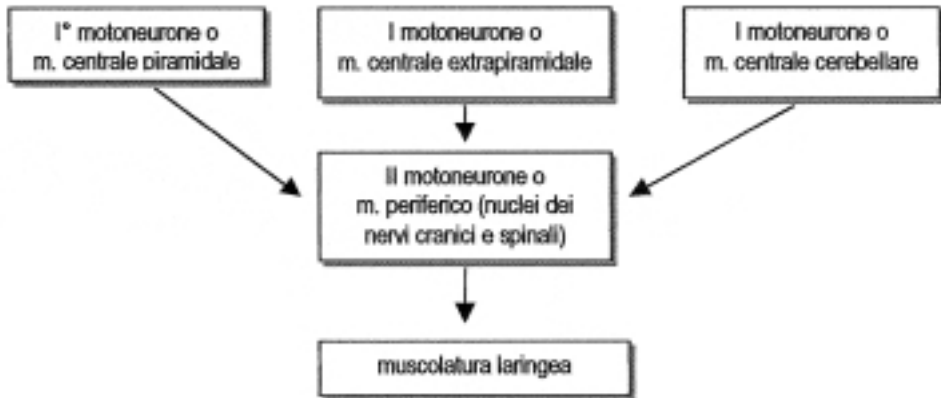 I° motoneurone o
m. centrale piramidale
I motoneurone o
m. centrale extrapiramidale
I motoneurone o
m. centrale cerebellare
II motoneurone o
m. periferico (nuclei dei
nervi cranici e spinali)
muscolatura laringea